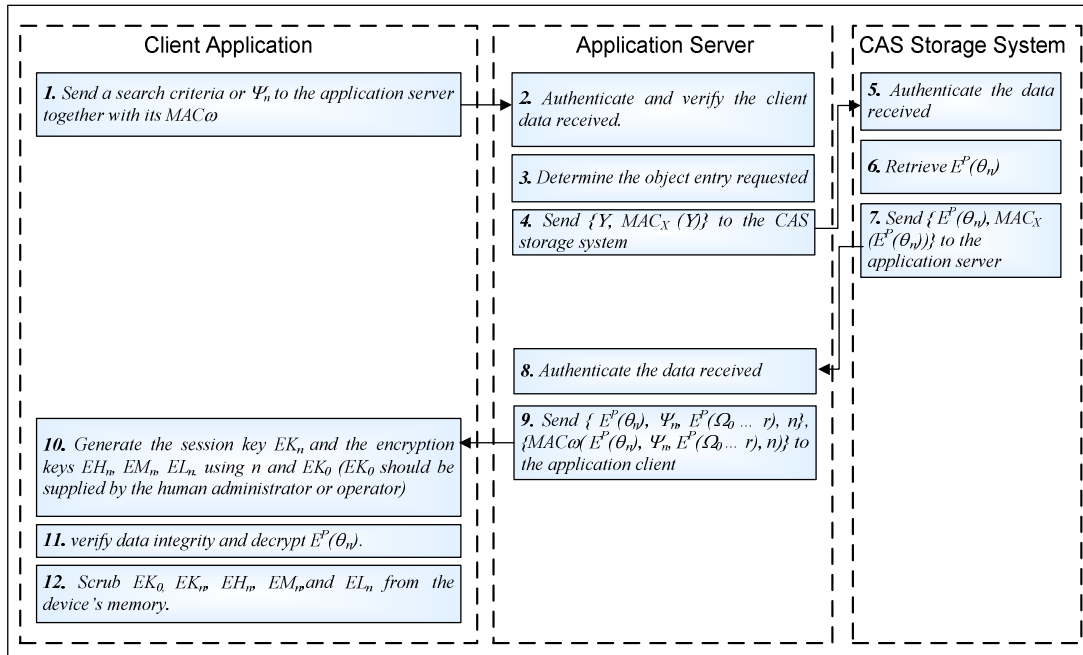 Client Application
1. Send a search criteria or Ψn to the application server
together with its MACω
10. Generate the session key EKn and the encryption
keys EHn, EMn, ELn. using n and EK0 (EK0 should be
supplied by the human administrator or operator)
11. verify data integrity and decrypt E^P(θn).
12. Scrub EK0, EKn, EHn, EMn,and ELn from the
device's memory.
Application Server
2. Authenticate and verify the client
data received.
3. Determine the object entry requested
4. Send {Y, MACX (Y)} to the CAS
storage system
8. Authenticate the data received
9. Send { E^P(θn), Ψn, E^P(Ω0 ... r), n},
{MACω( E^P(θn), Ψn, E^P(Ω0 ... r), n)} to
the application client
CAS Storage System
5. Authenticate the data
received
6. Retrieve E^P(θn)
7. Send { E^P(θn), MACX
(E^P(θn))} to the
application server